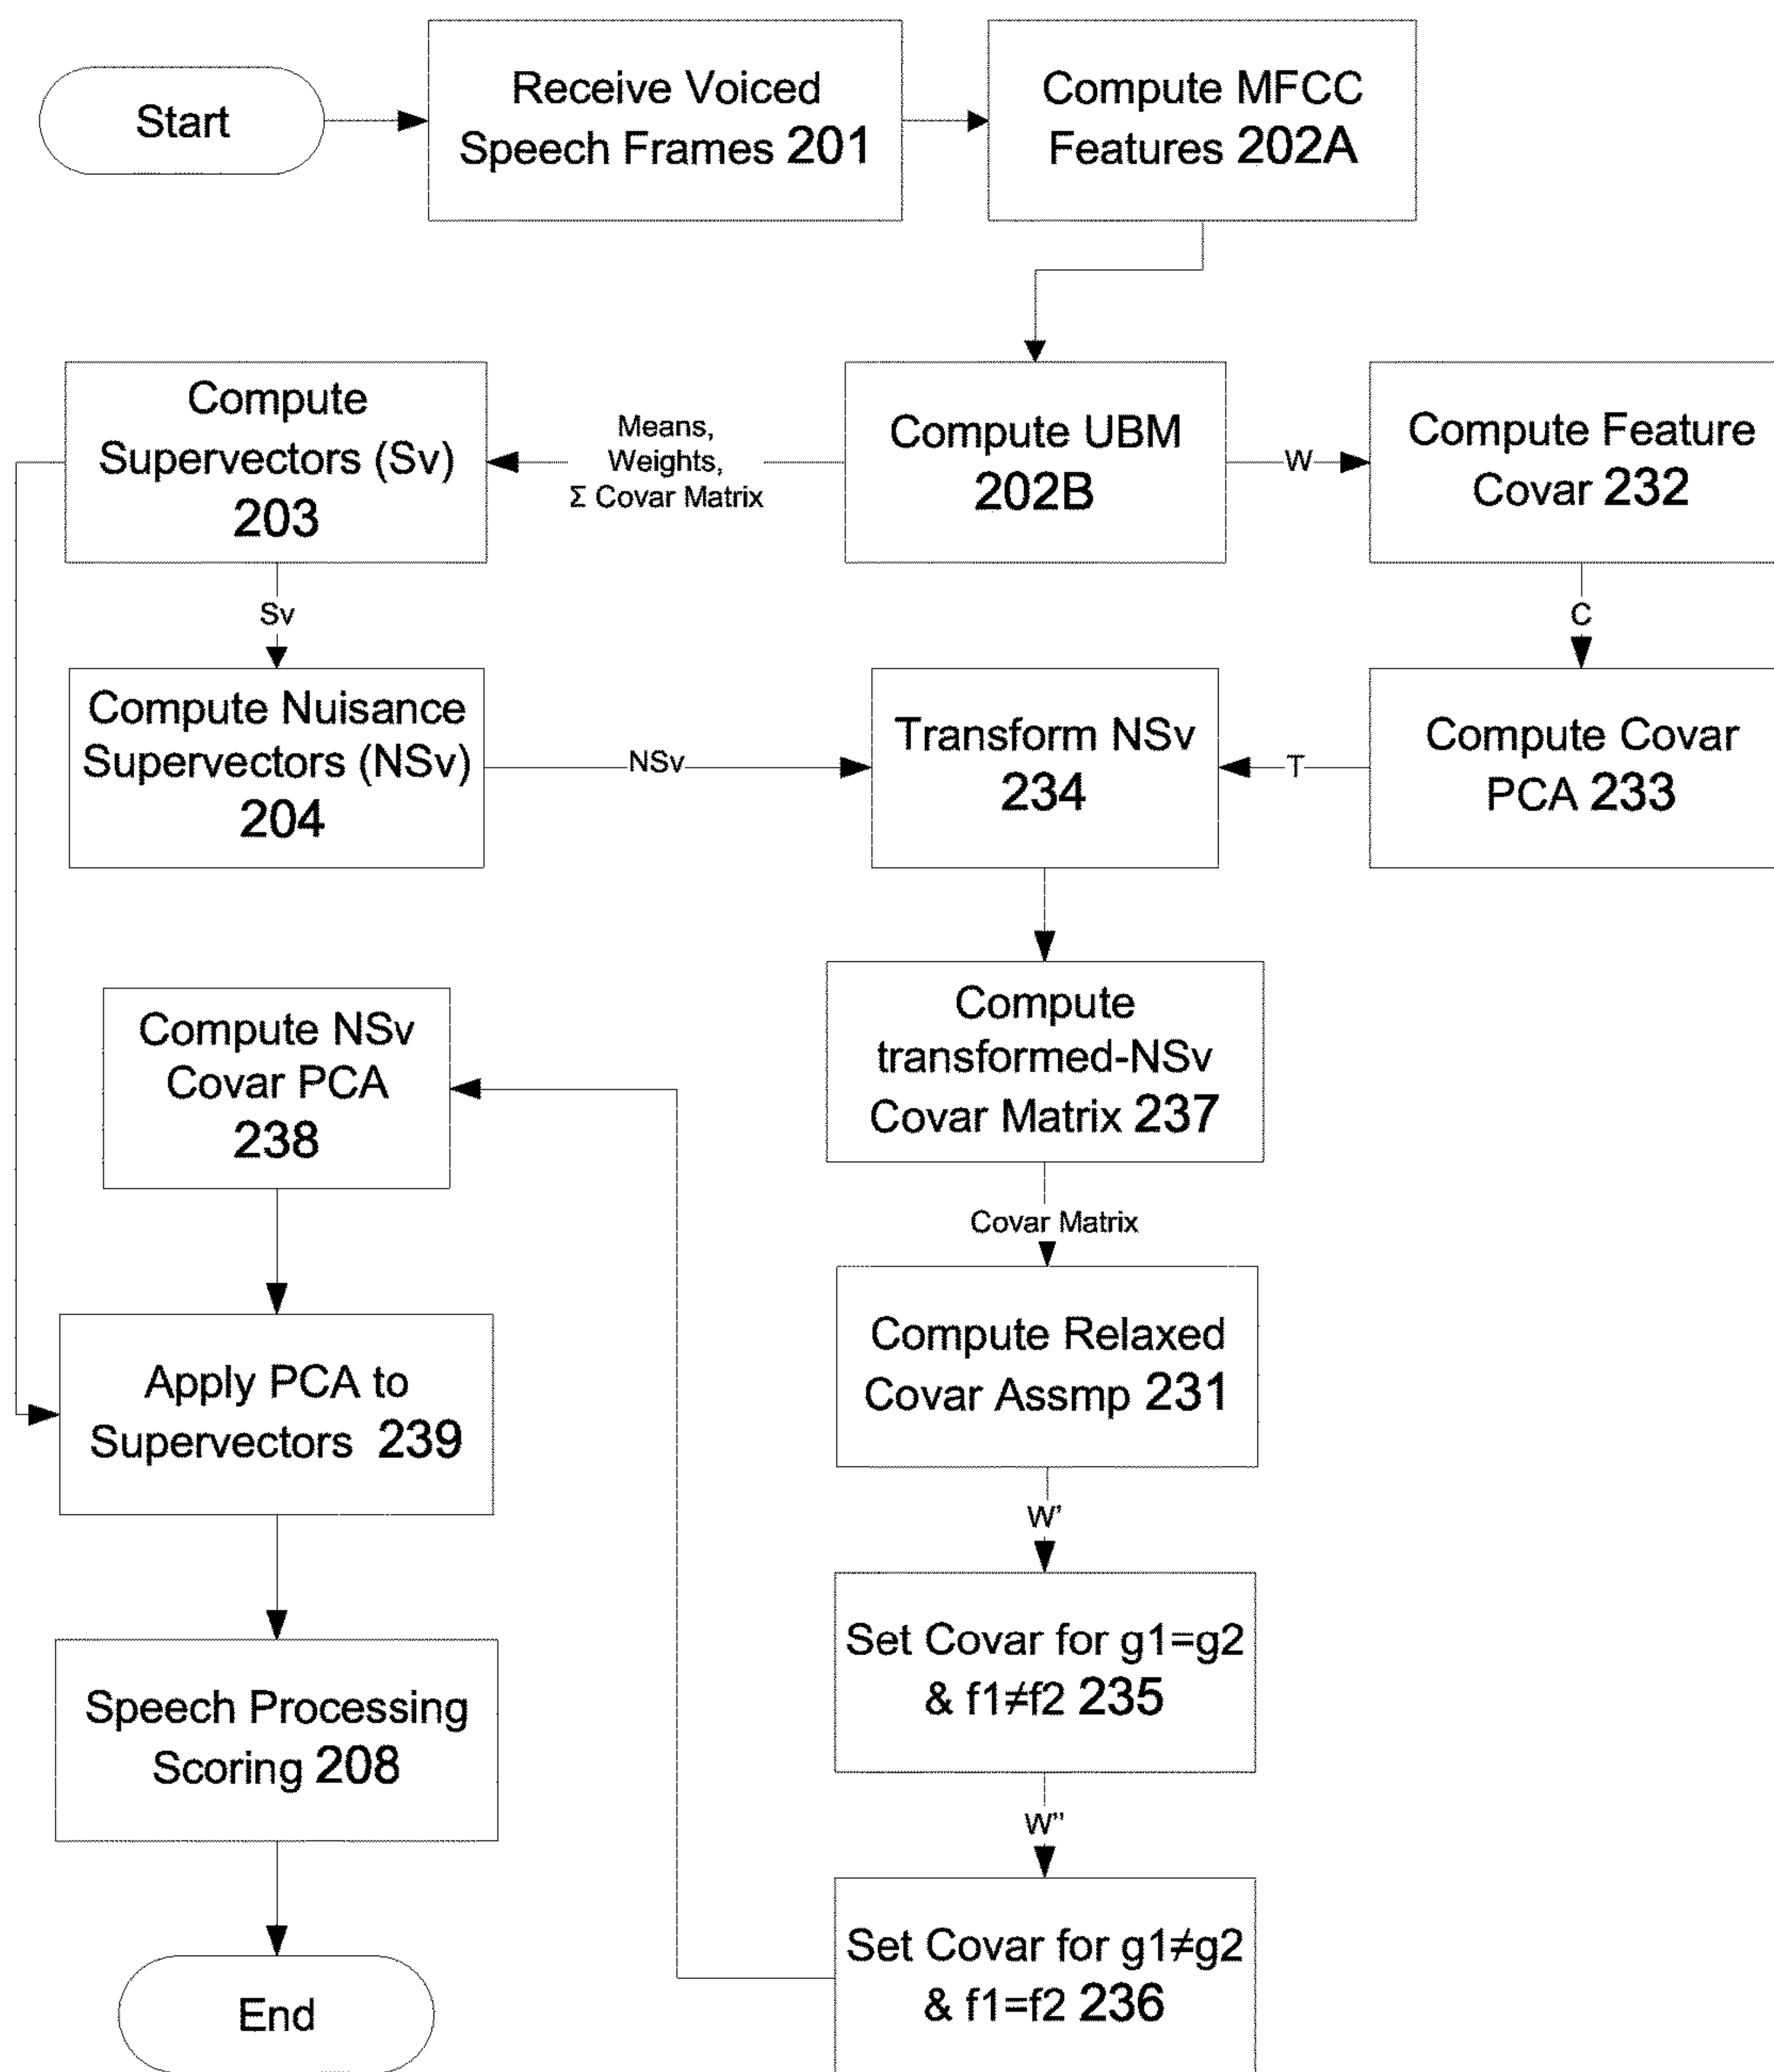 Start
Receive Voiced
Speech Frames 201
Compute MFCC
Features 202A
Compute
Supervectors (Sv)
203
Means,
Weights,
Σ Covar Matrix
Compute UBM
202B
W
Compute Feature
Covar 232
Sv
C
Compute Nuisance
Supervectors (NSv)
204
NSv
Transform NSv
234
T
Compute Covar
PCA 233
Compute NSv
Covar PCA
238
Compute
transformed-NSv
Covar Matrix 237
Covar Matrix
Apply PCA to
Supervectors 239
Compute Relaxed
Covar Assmp 231
W'
Speech Processing
Scoring 208
Set Covar for g1=g2
& f1≠f2 235
W''
End
Set Covar for g1≠g2
& f1=f2 236